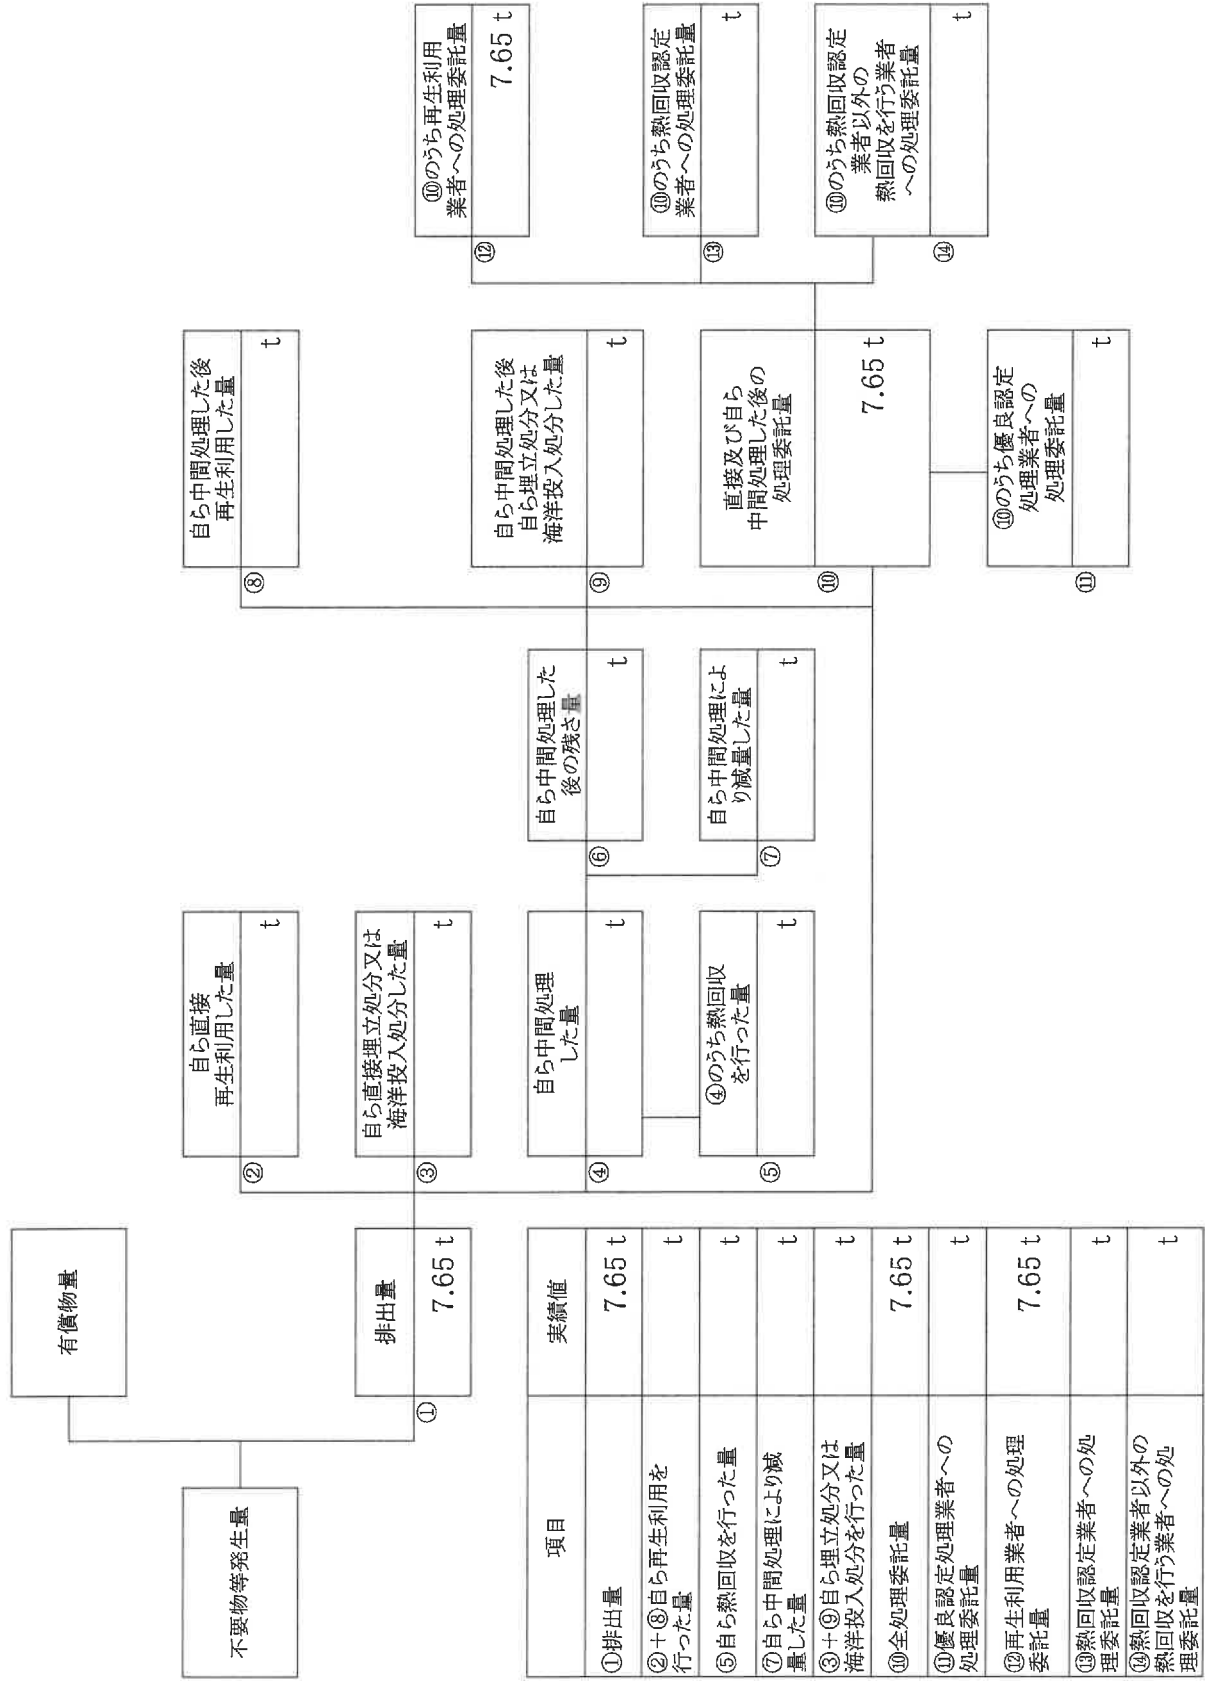 不要物等発生量
有償物量
①
排出量
7.65 t
②
自ら直接
再生利用した量
t
③
自ら直接埋立処分又は
海洋投入処分した量
t
④
自ら中間処理
した量
t
⑤
④のうち熱回収
を行った量
t
⑥
自ら中間処理した
後の残さ量
t
⑦
自ら中間処理によ
り減量した量
t
⑧
自ら中間処理した後
再生利用した量
t
⑨
自ら中間処理した後
自ら埋立処分又は
海洋投入処分した量
t
⑩
直接及び自ら
中間処理した後の
処理委託量
7.65 t
⑪
⑩のうち優良認定
処理業者への
処理委託量
t
⑫
⑩のうち再生利用
業者への処理委託量
7.65 t
⑬
⑩のうち熱回収認定
業者への処理委託量
t
⑭
⑩のうち熱回収認定
業者以外の
熱回収を行う業者
への処理委託量
t
項目 実績値
①排出量 7.65 t
②+⑧自ら再生利用を
行った量 t
⑤自ら熱回収を行った量 t
⑦自ら中間処理により減
量した量 t
③+⑨自ら埋立処分又は
海洋投入処分を行った量 t
⑩全処理委託量 7.65 t
⑪優良認定処理業者への
処理委託量 t
⑫再生利用業者への処理
委託量 7.65 t
⑬熱回収認定業者への処
理委託量 t
⑭熱回収認定業者以外の
熱回収を行う業者への処
理委託量 t